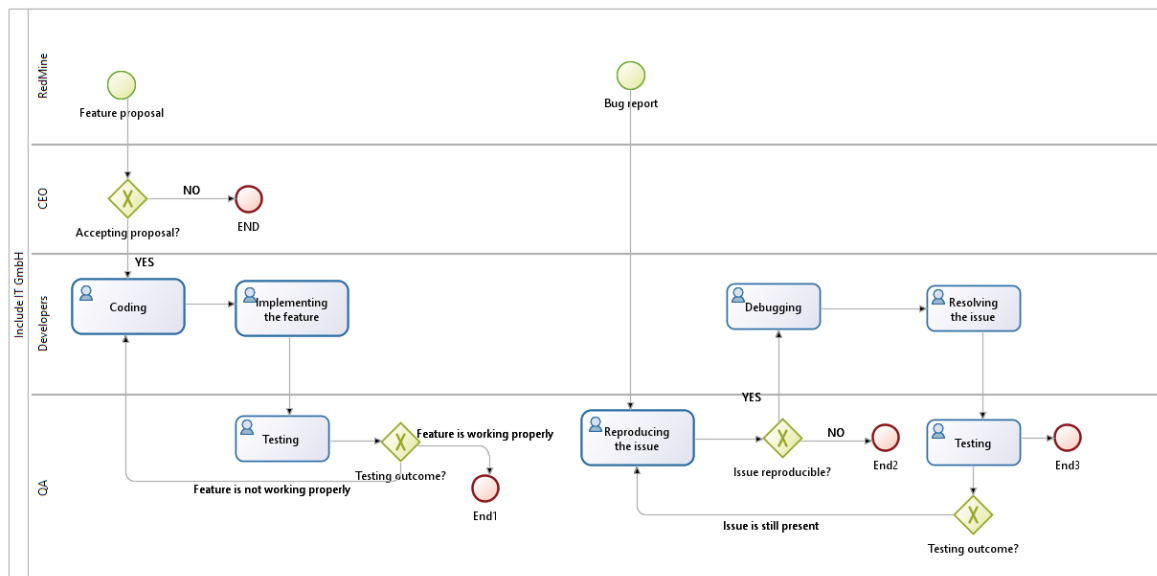 Include IT GmbH
RedMine
Feature proposal
Bug report
CEO
NO
END
Accepting proposal?
YES
Developers
Coding
Implementing
the feature
Debugging
Resolving
the issue
QA
Testing
Feature is working properly
Testing outcome?
Feature is not working properly
End1
Reproducing
the issue
YES
Issue reproducible?
NO
End2
Testing
End3
Issue is still present
Testing outcome?